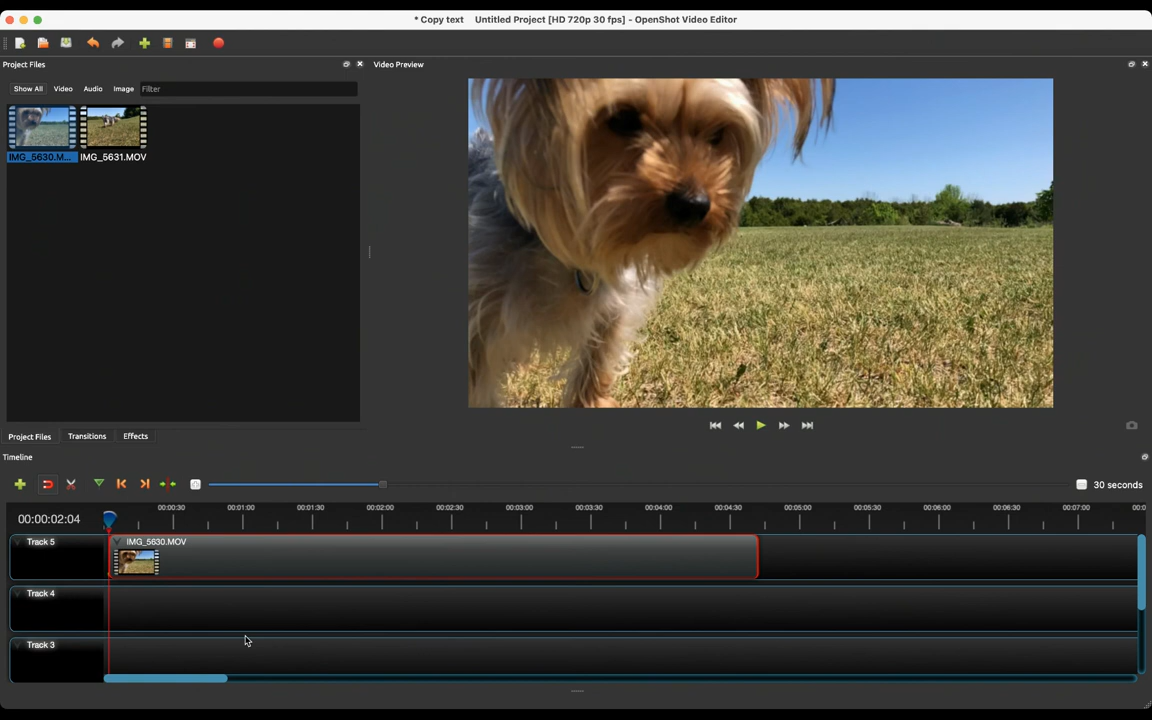 * Copy text Untitled Project [HD 720p 30 fps] - OpenShot Video Editor
Project Files
Video Preview
Show All Video Audio Image Filter
IMG_5630.M... IMG_5631.MOV
Project Files Transitions Effects
Timeline
30 seconds
00:00:02:04
00:00:30 00:01:00 00:01:30 00:02:00 00:02:30 00:03:00 00:03:30 00:04:00 00:04:30 00:05:00 00:05:30 00:06:00 00:06:30 00:07:00 00:0
Track 5
IMG_5630.MOV
Track 4
Track 3